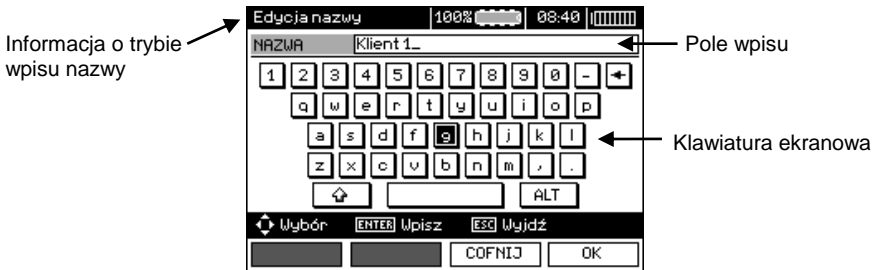 Edycja nazwy 100% 08:40
Informacja o trybie wpisu nazwy
NAZWA Klient 1_
Pole wpisu
1 2 3 4 5 6 7 8 9 0 - ←
q w e r t y u i o p
a s d f g h j k l
Klawiatura ekranowa
z x c v b n m , .
ALT
Wybór ENTER Wpisz ESC Wyjdź
COFNIJ OK